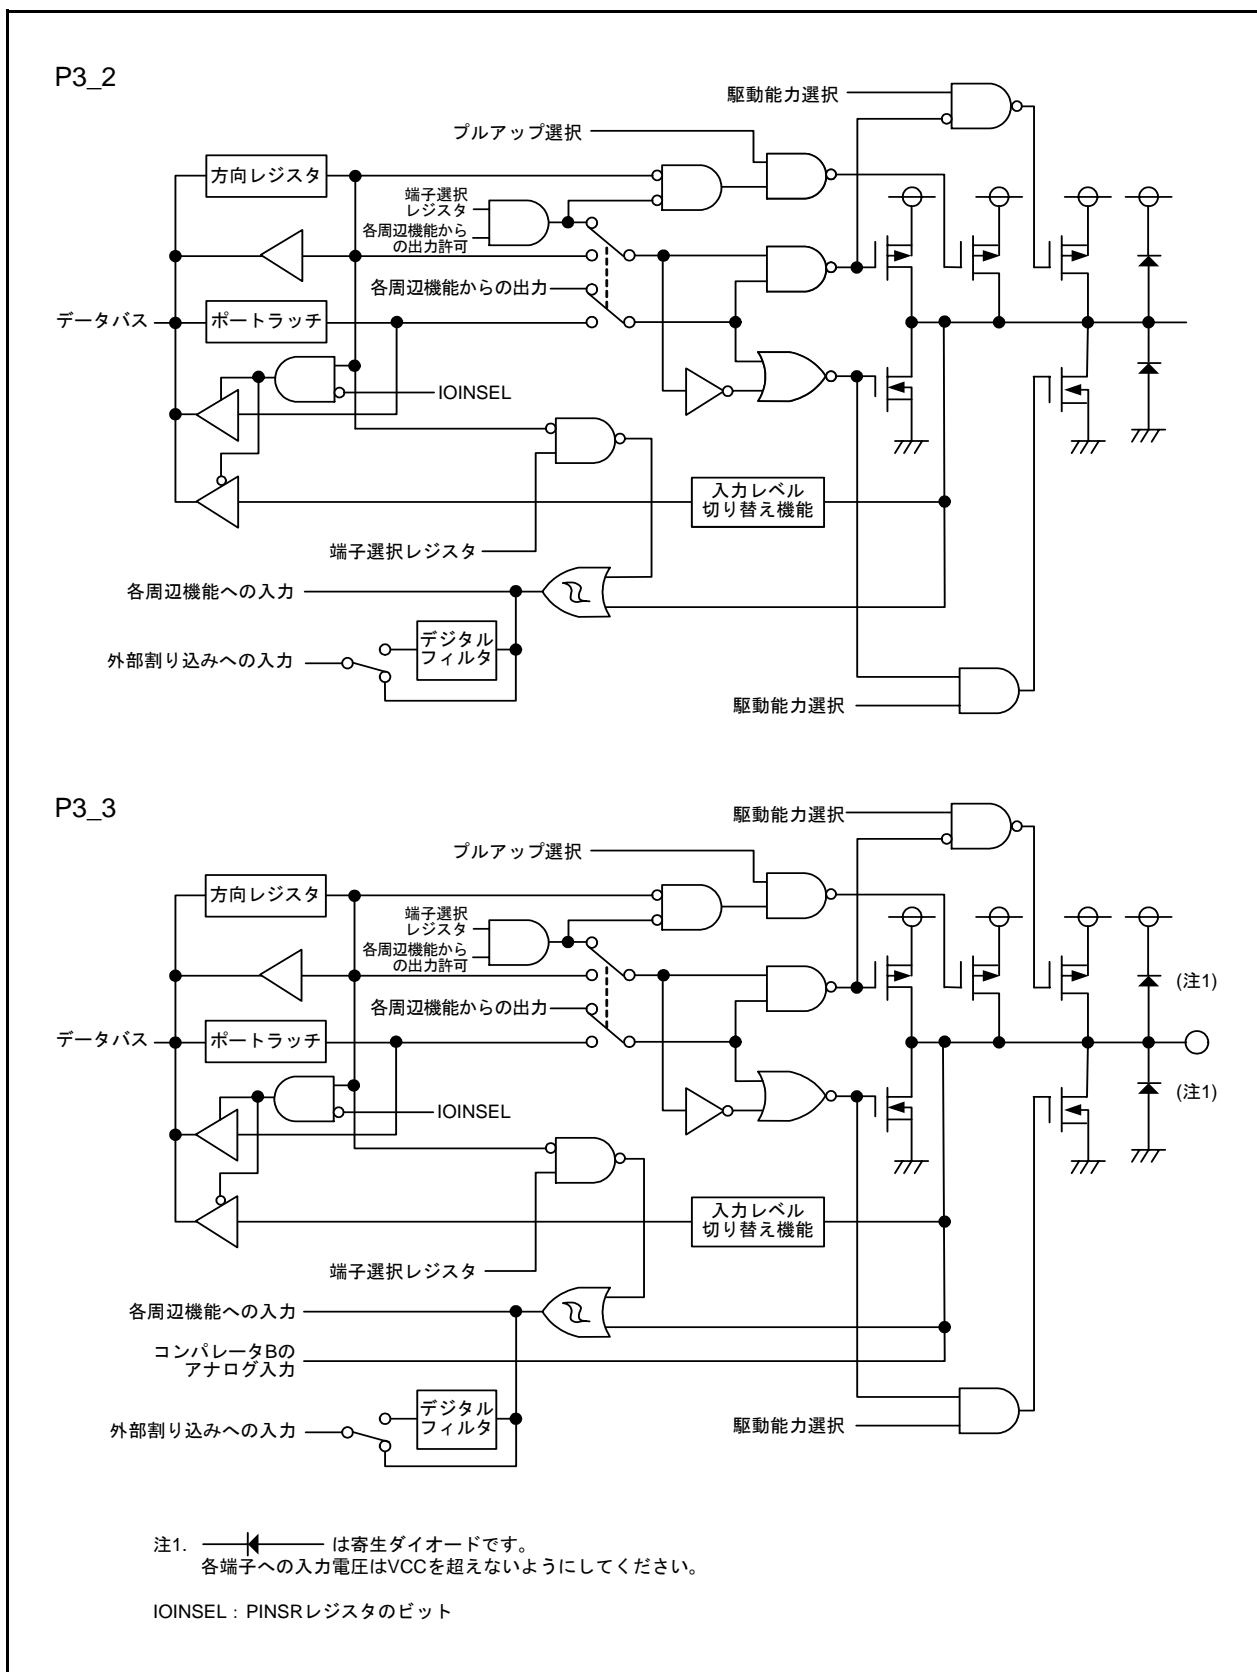 P3_2
駆動能力選択
プルアップ選択
方向レジスタ
端子選択
レジスタ
各周辺機能から
の出力許可
各周辺機能からの出力
データバス
ポートラッチ
IOINSEL
入力レベル
切り替え機能
端子選択レジスタ
各周辺機能への入力
デジタル
フィルタ
外部割り込みへの入力
駆動能力選択
P3_3
駆動能力選択
プルアップ選択
方向レジスタ
端子選択
レジスタ
各周辺機能から
の出力許可
(注1)
各周辺機能からの出力
データバス
ポートラッチ
(注1)
IOINSEL
入力レベル
切り替え機能
端子選択レジスタ
各周辺機能への入力
コンパレータBの
アナログ入力
デジタル
フィルタ
外部割り込みへの入力
駆動能力選択
注1. は寄生ダイオードです。
各端子への入力電圧はVCCを超えないようにしてください。
IOINSEL : PINSRレジスタのビット